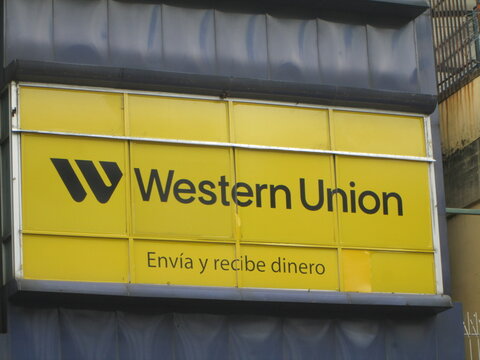 Western Union
Envía y recibe dinero